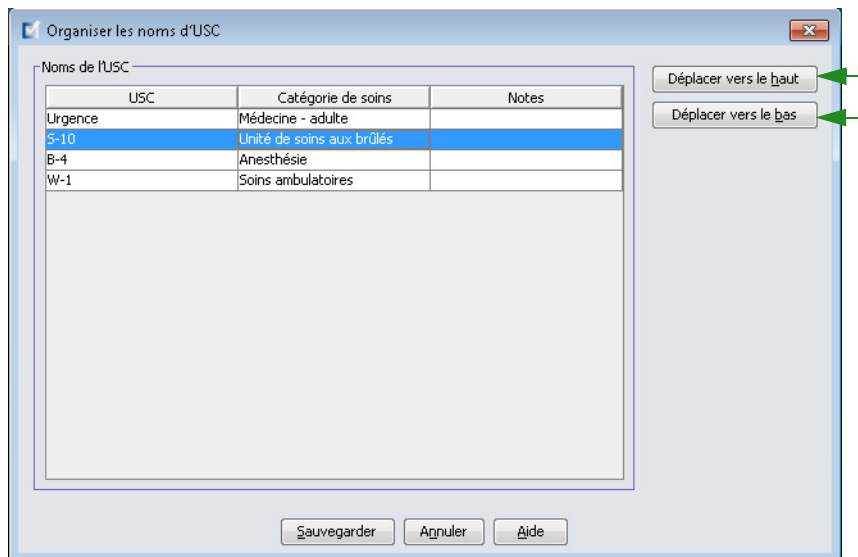 Organiser les noms d'USC
Noms de l'USC
USC Catégorie de soins Notes
Urgence Médecine - adulte
S-10 Unité de soins aux brûlés
B-4 Anesthésie
W-1 Soins ambulatoires
Déplacer vers le haut
Déplacer vers le bas
Sauvegarder Annuler Aide